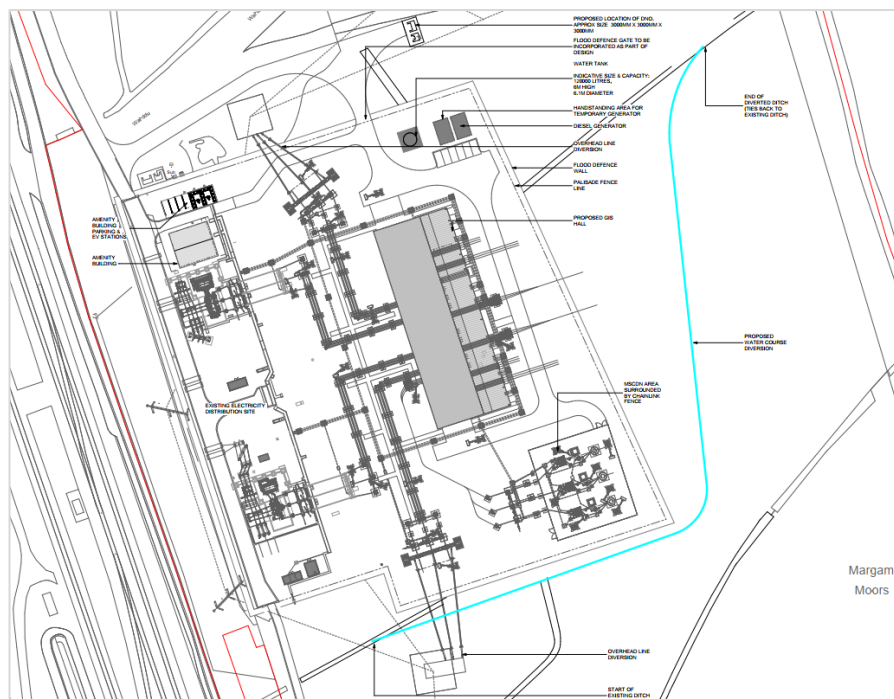 PROPOSED LOCATION OF DNO.
APPROX SIZE 3000MM X 3000MM X
3000MM
FLOOD DEFENCE GATE TO BE
INCORPORATED AS PART OF
DESIGN
WATER TANK
INDICATIVE SIZE & CAPACITY:
120000 LITRES,
6M HIGH
6.1M DIAMETER
HANDSTANDING AREA FOR
TEMPORARY GENERATOR
DIESEL GENERATOR
OVERHEAD LINE
DIVERSION
FLOOD DEFENCE
WALL
PALISADE FENCE
LINE
PROPOSED GIS
HALL
END OF
DIVERTED DITCH
(TIES BACK TO
EXISTING DITCH)
AMENITY
BUILDING
PARKING &
EV STATIONS
AMENITY
BUILDING
PROPOSED
WATER COURSE
DIVERSION
MSCDN AREA
SURROUNDED
BY CHAINLINK
FENCE
EXISTING ELECTRICITY
DISTRIBUTION SITE
Margam
Moors
OVERHEAD LINE
DIVERSION
START OF
EXISTING DITCH